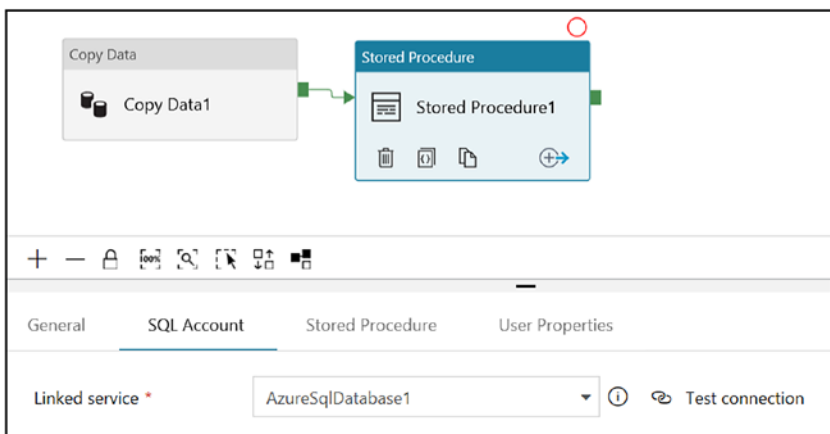 Copy Data
Copy Data1
Stored Procedure
Stored Procedure1
100%
General SQL Account Stored Procedure User Properties
Linked service * AzureSqlDatabase1 Test connection